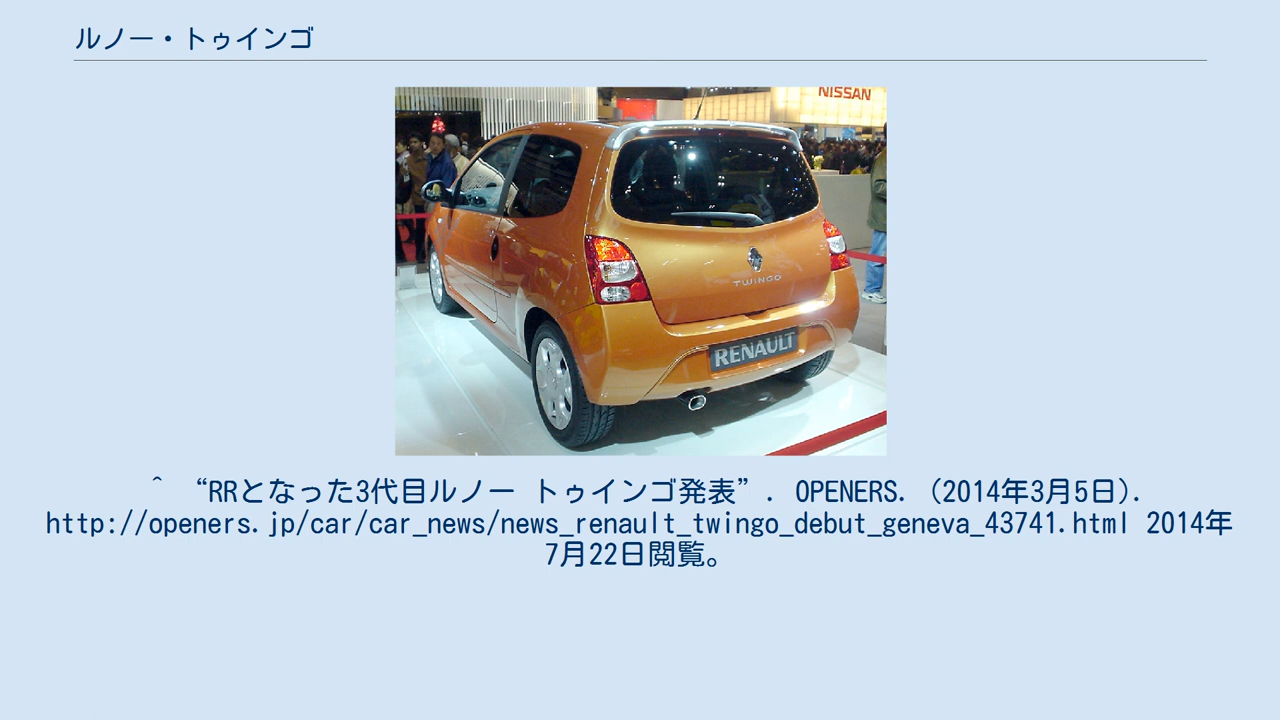 ルノー・トゥインゴ
NISSAN
TWINGO
RENAULT
^ “RRとなった3代目ルノー トゥインゴ発表”. OPENERS. (2014年3月5日).
http://openers.jp/car/car_news/news_renault_twingo_debut_geneva_43741.html 2014年
7月22日閲覧。